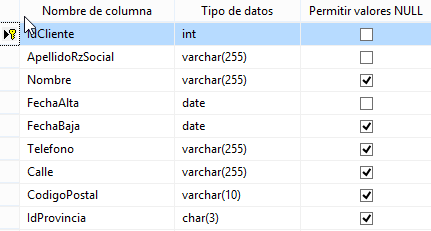 Nombre de columna Tipo de datos Permitir valores NULL
int
ApellidoRzSocial varchar(255)
Nombre varchar(255)
FechaAlta date
FechaBaja date
Telefono varchar(255)
Calle varchar(255)
CodigoPostal varchar(10)
IdProvincia char(3)